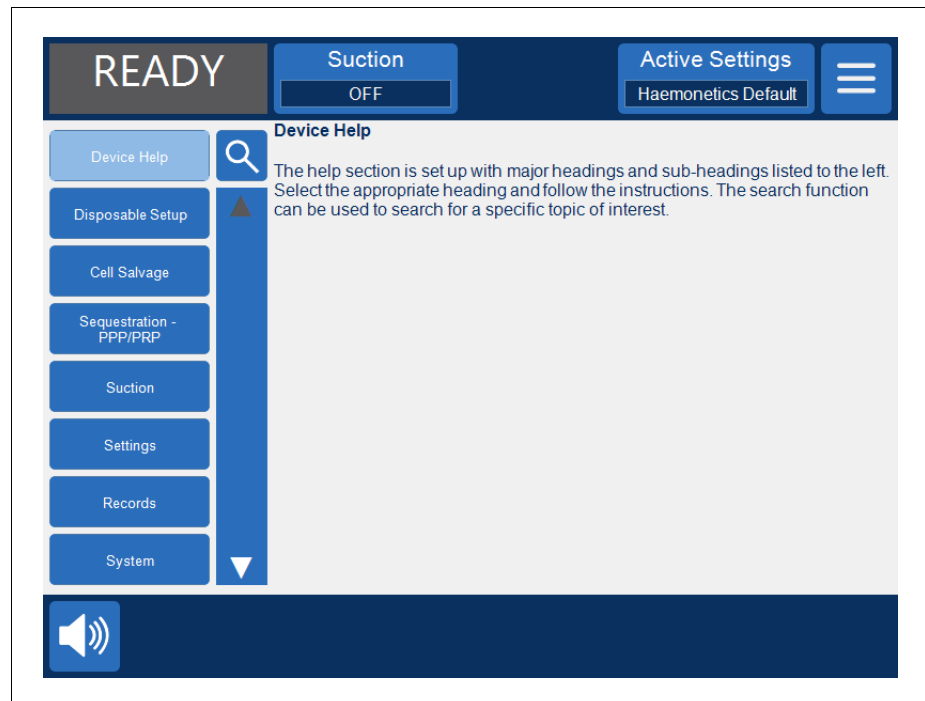 READY
Suction
OFF
Active Settings
Haemonetics Default
Device Help
Disposable Setup
Cell Salvage
Sequestration -
PPP/PRP
Suction
Settings
Records
System
Device Help
The help section is set up with major headings and sub-headings listed to the left.
Select the appropriate heading and follow the instructions. The search function
can be used to search for a specific topic of interest.